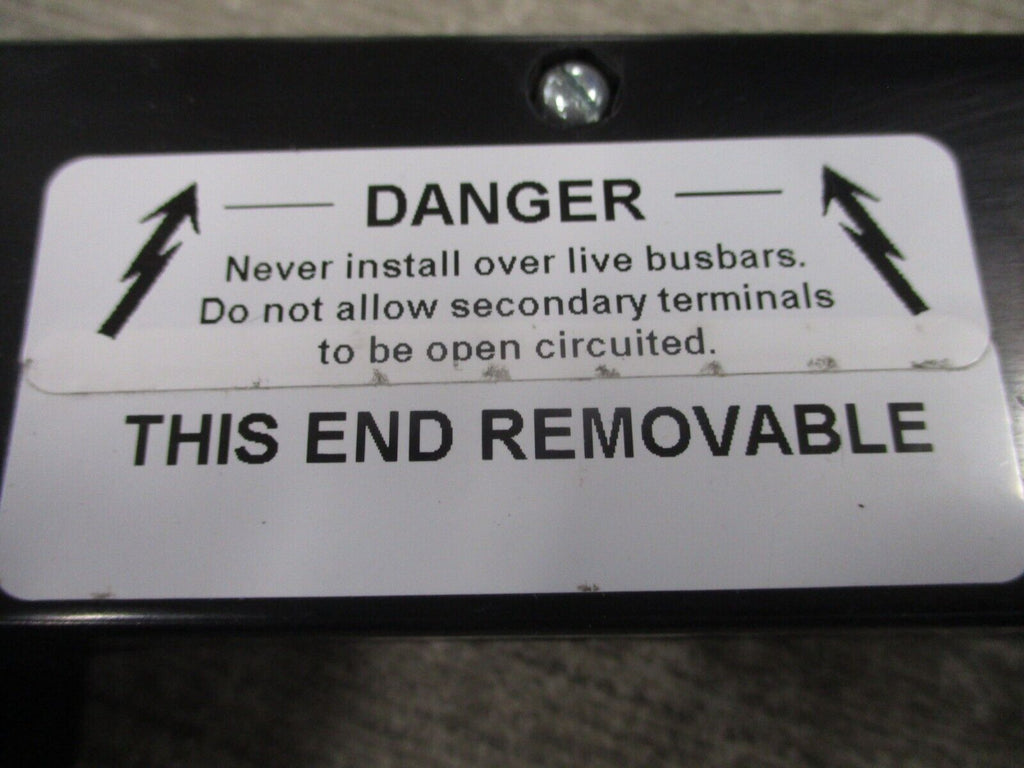 DANGER
Never install over live busbars.
Do not allow secondary terminals
to be open circuited.
THIS END REMOVABLE